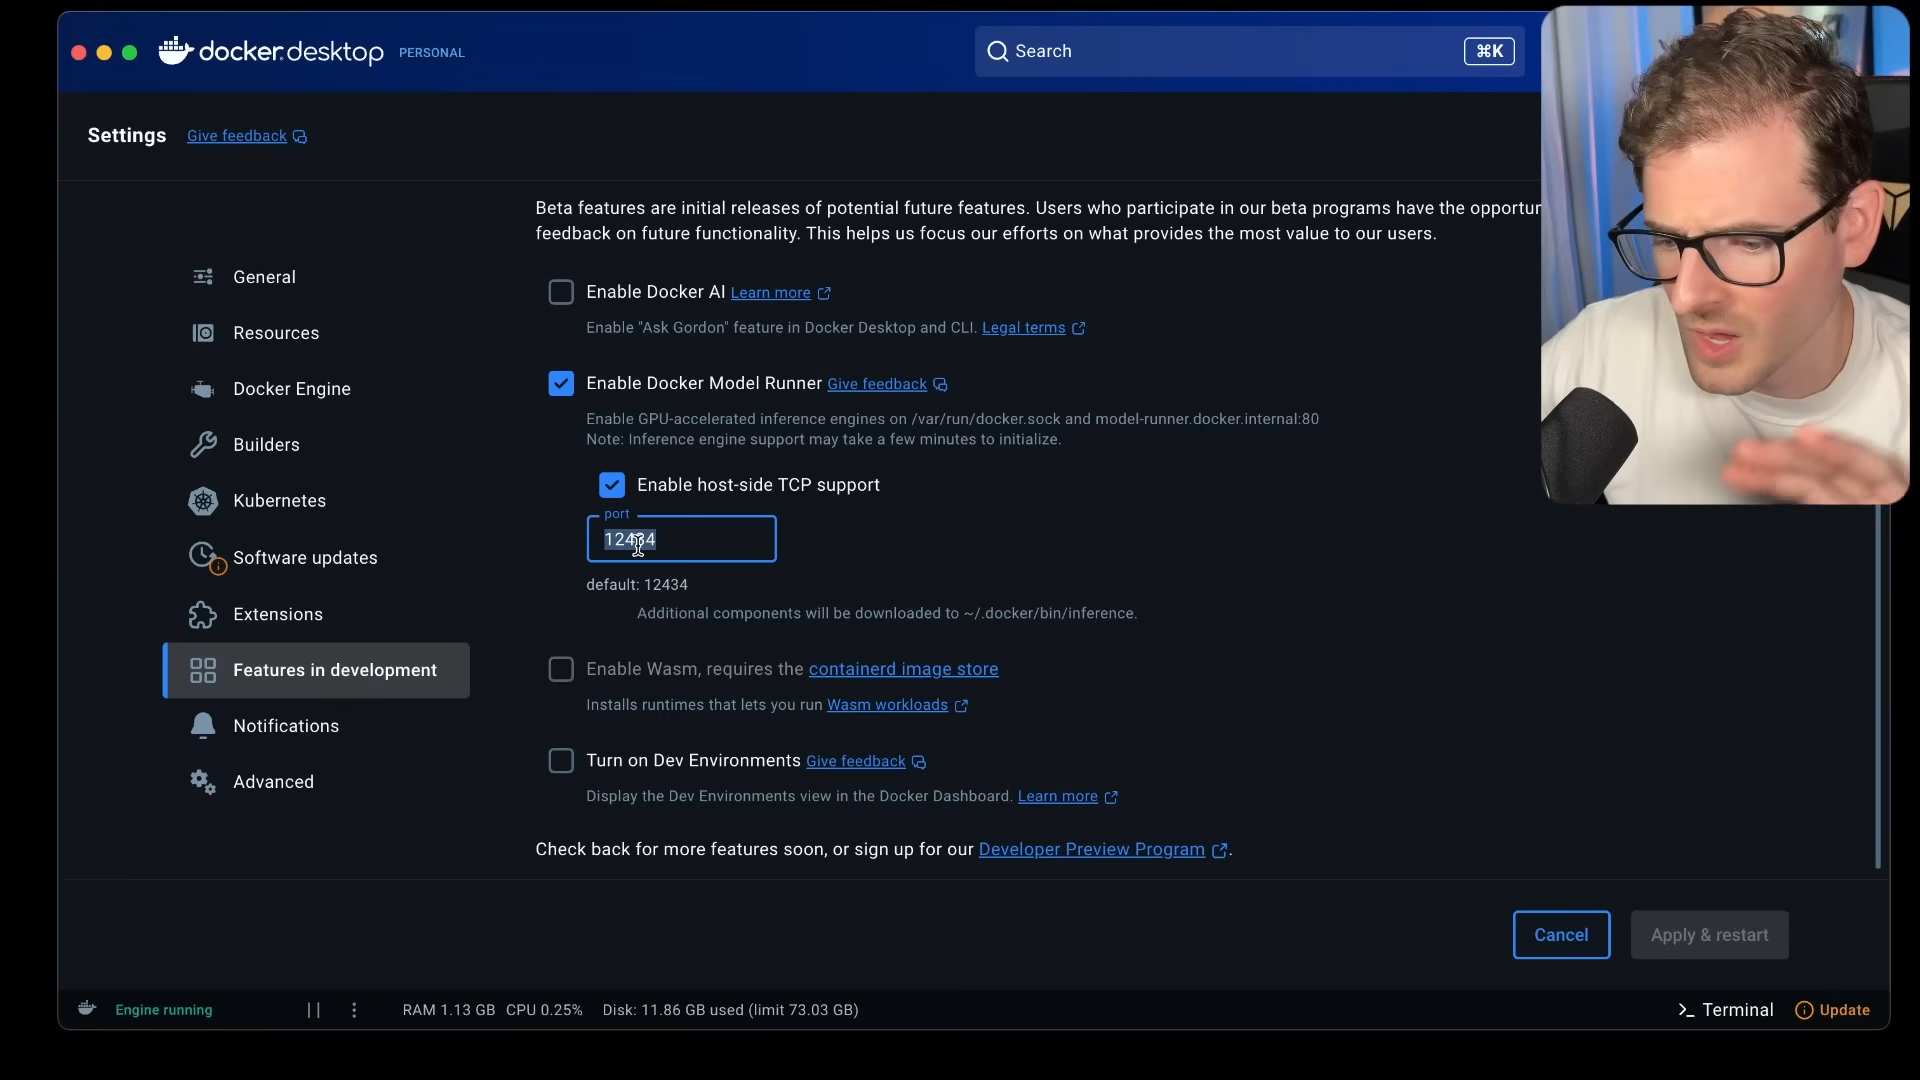 docker desktop PERSONAL
Search
⌘K
Settings Give feedback
Beta features are initial releases of potential future features. Users who participate in our beta programs have the opportun
feedback on future functionality. This helps us focus our efforts on what provides the most value to our users.
General
Resources
Docker Engine
Builders
Kubernetes
Software updates
Extensions
Features in development
Notifications
Advanced
Enable Docker AI Learn more
Enable "Ask Gordon" feature in Docker Desktop and CLI. Legal terms
Enable Docker Model Runner Give feedback
Enable GPU-accelerated inference engines on /var/run/docker.sock and model-runner.docker.internal:80
Note: Inference engine support may take a few minutes to initialize.
Enable host-side TCP support
port
12434
default: 12434
Additional components will be downloaded to ~/.docker/bin/inference.
Enable Wasm, requires the containerd image store
Installs runtimes that lets you run Wasm workloads
Turn on Dev Environments Give feedback
Display the Dev Environments view in the Docker Dashboard. Learn more
Check back for more features soon, or sign up for our Developer Preview Program.
Cancel
Apply & restart
Engine running
RAM 1.13 GB CPU 0.25% Disk: 11.86 GB used (limit 73.03 GB)
Terminal
Update